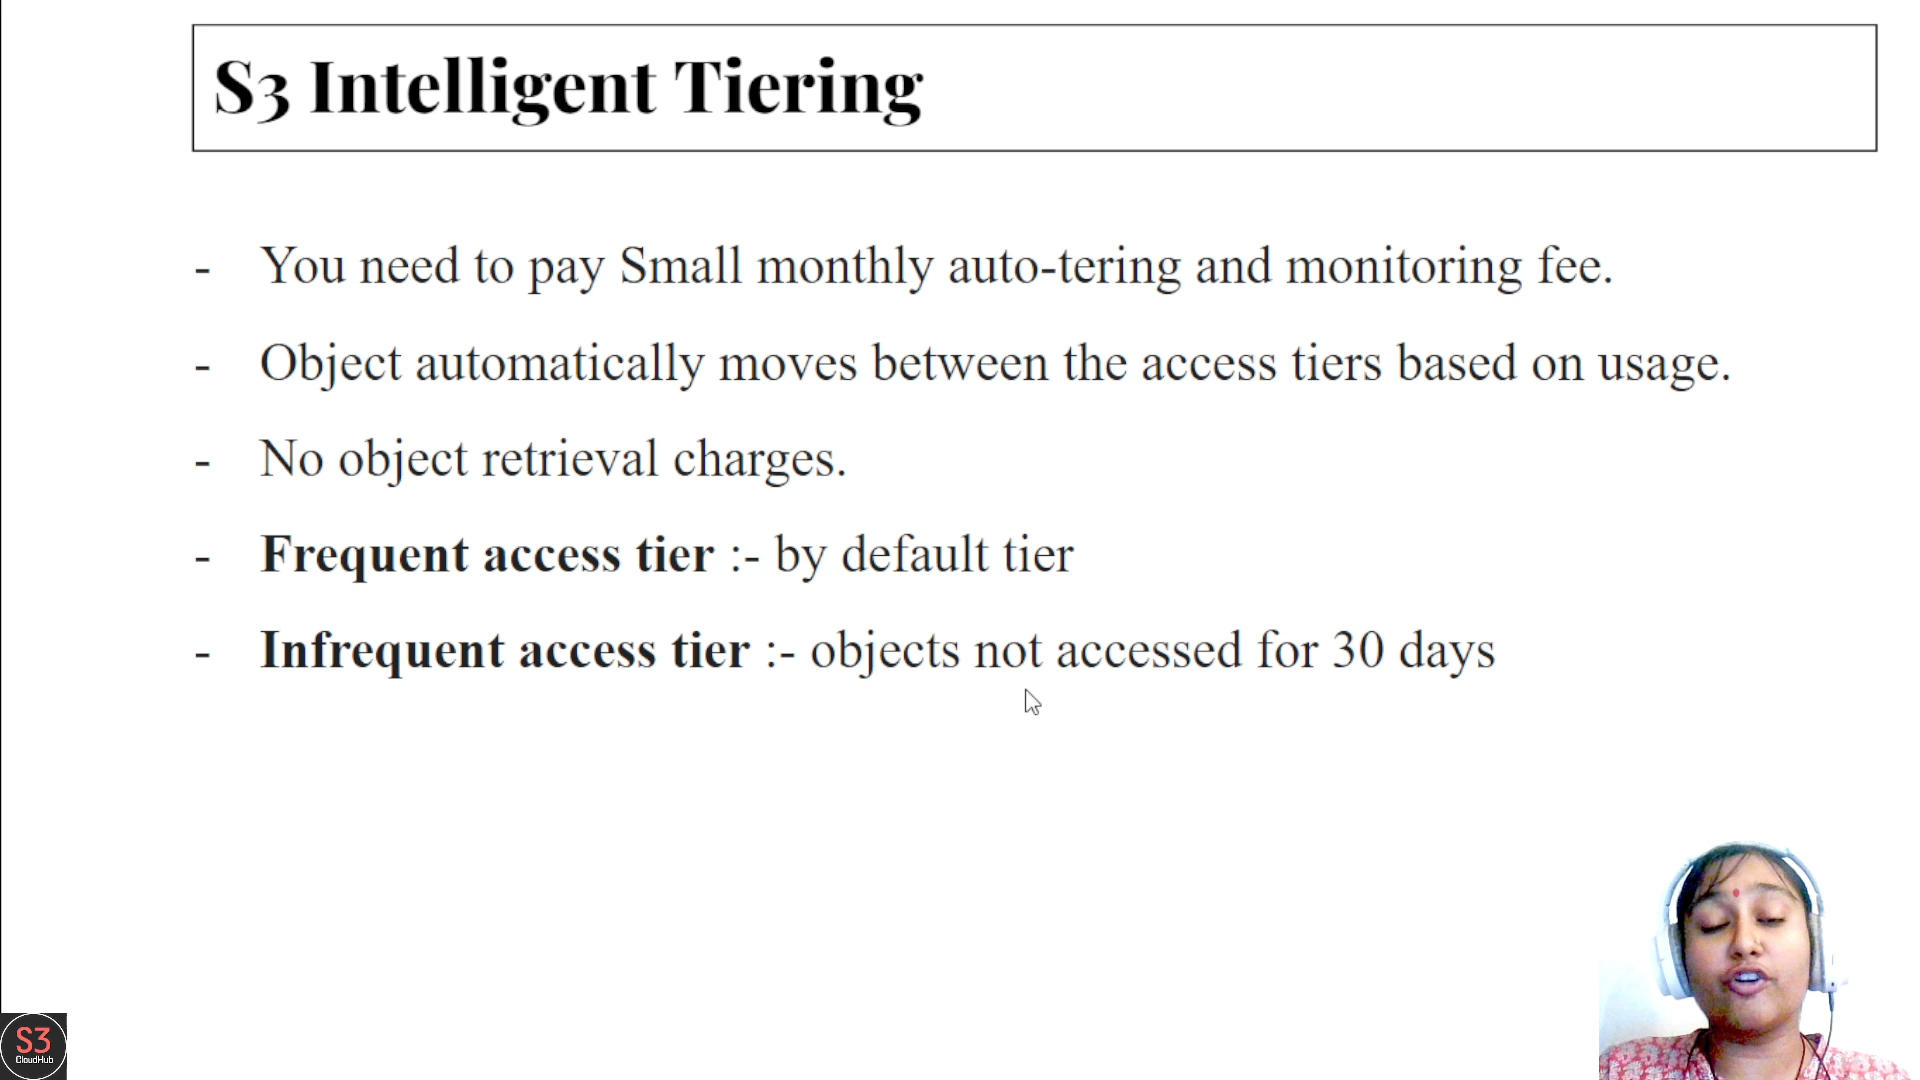 S3 Intelligent Tiering
- You need to pay Small monthly auto-tering and monitoring fee.
- Object automatically moves between the access tiers based on usage.
- No object retrieval charges.
- Frequent access tier :- by default tier
- Infrequent access tier :- objects not accessed for 30 days
S3
CloudHub